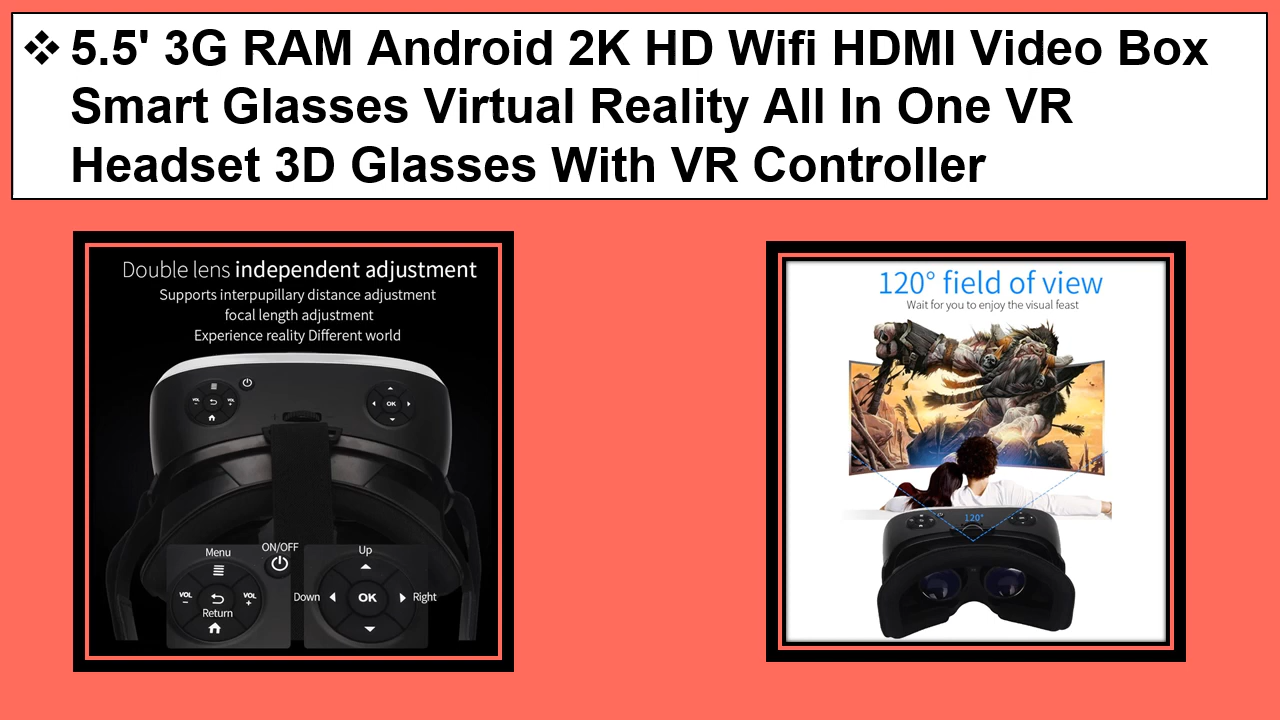 ❖ 5.5' 3G RAM Android 2K HD Wifi HDMI Video Box
Smart Glasses Virtual Reality All In One VR
Headset 3D Glasses With VR Controller
Double lens independent adjustment
Supports interpupillary distance adjustment
focal length adjustment
Experience reality Different world
VOL
-
VOL
+
OK
Menu
ON/OFF
Up
VOL
-
VOL
+
Return
Down
OK
Right
120° field of view
Wait for you to enjoy the visual feast
120°